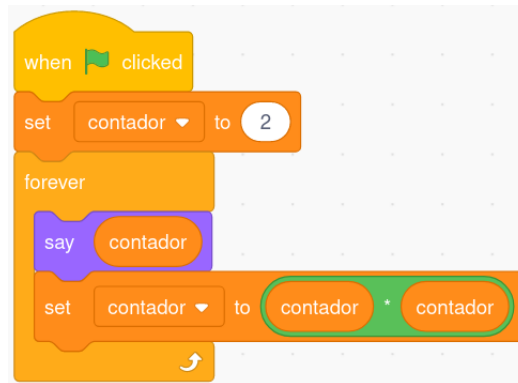 when clicked
set contador to 2
forever
say contador
set contador to contador * contador